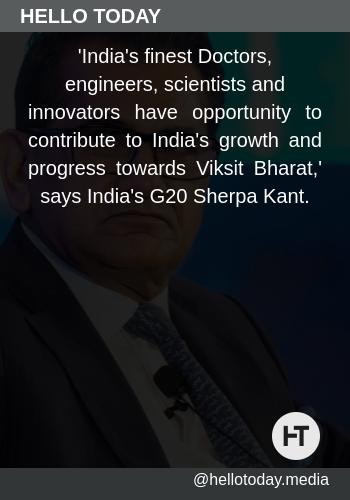 HELLO TODAY
'India's finest Doctors,
engineers, scientists and
innovators have opportunity to
contribute to India's growth and
progress towards Viksit Bharat,'
says India's G20 Sherpa Kant.
HT
@hellotoday.media